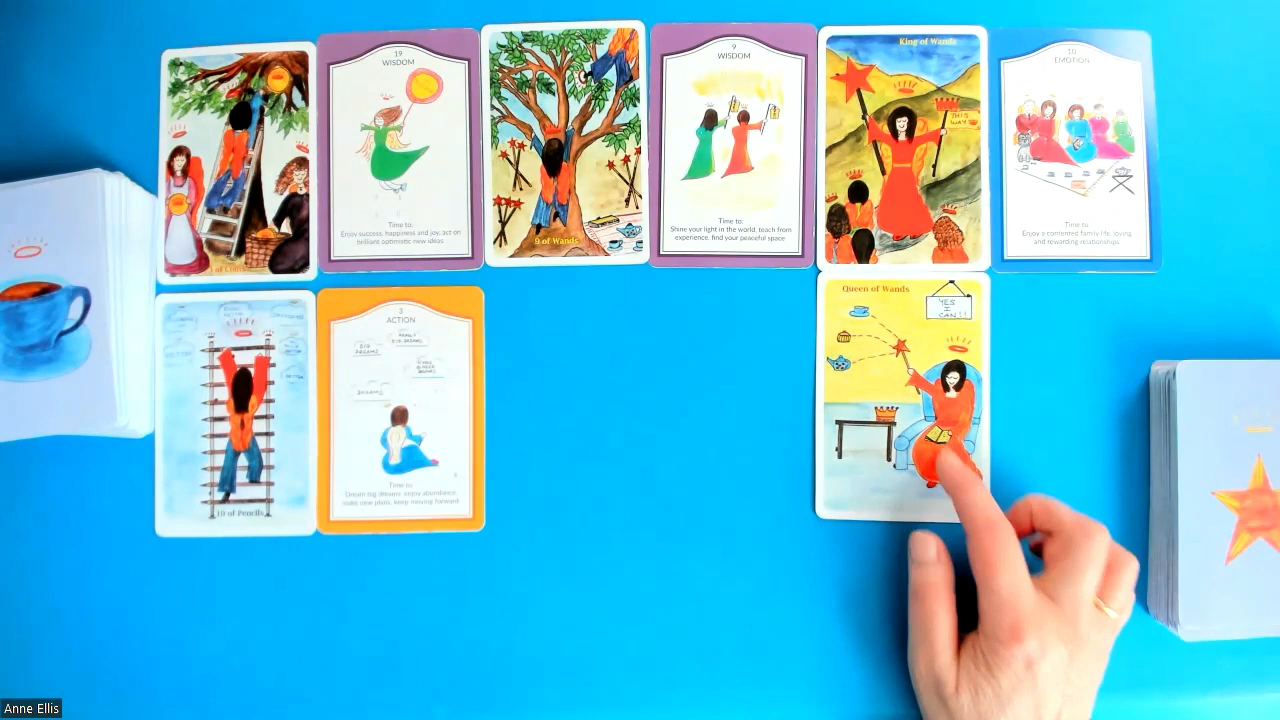 19
WISDOM
Time to:
Enjoy success, happiness and joy, act on
brilliant optimistic new ideas
9 of Wands
9
WISDOM
Time to:
Shine your light in the world, teach from
experience, find your peaceful space
King of Wands
THIS
WAY
10
EMOTION
Time to
Enjoy a contented family life, loving
and rewarding relationships
10 of Pencils
3
ACTION
BIG
DREAMS
DREAMS
Time to:
Dream big dreams, enjoy abundance,
make new plans, keep moving forward
Queen of Wands
YES
I
CAN!!
Anne Ellis